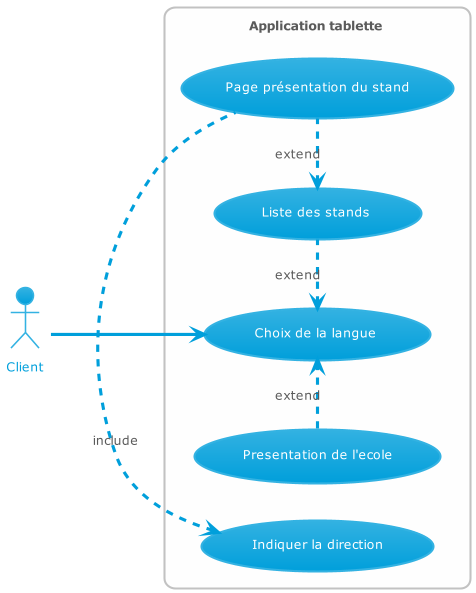 Application tablette
Page présentation du stand
extend
Liste des stands
extend
Choix de la langue
Client
extend
include
Presentation de l'ecole
Indiquer la direction